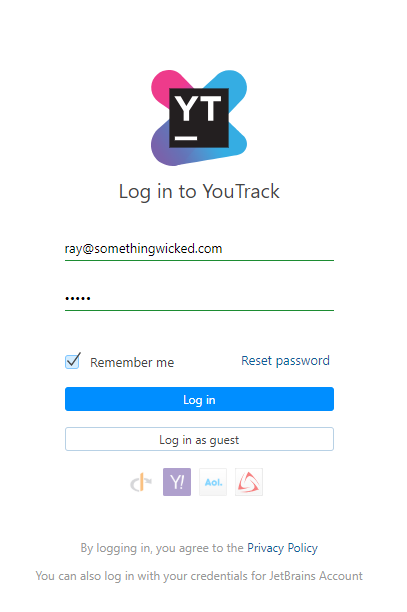 YT
Log in to YouTrack
ray@somethingwicked.com
•••••
Remember me Reset password
Log in
Log in as guest
Y! Aol.
By logging in, you agree to the Privacy Policy
You can also log in with your credentials for JetBrains Account